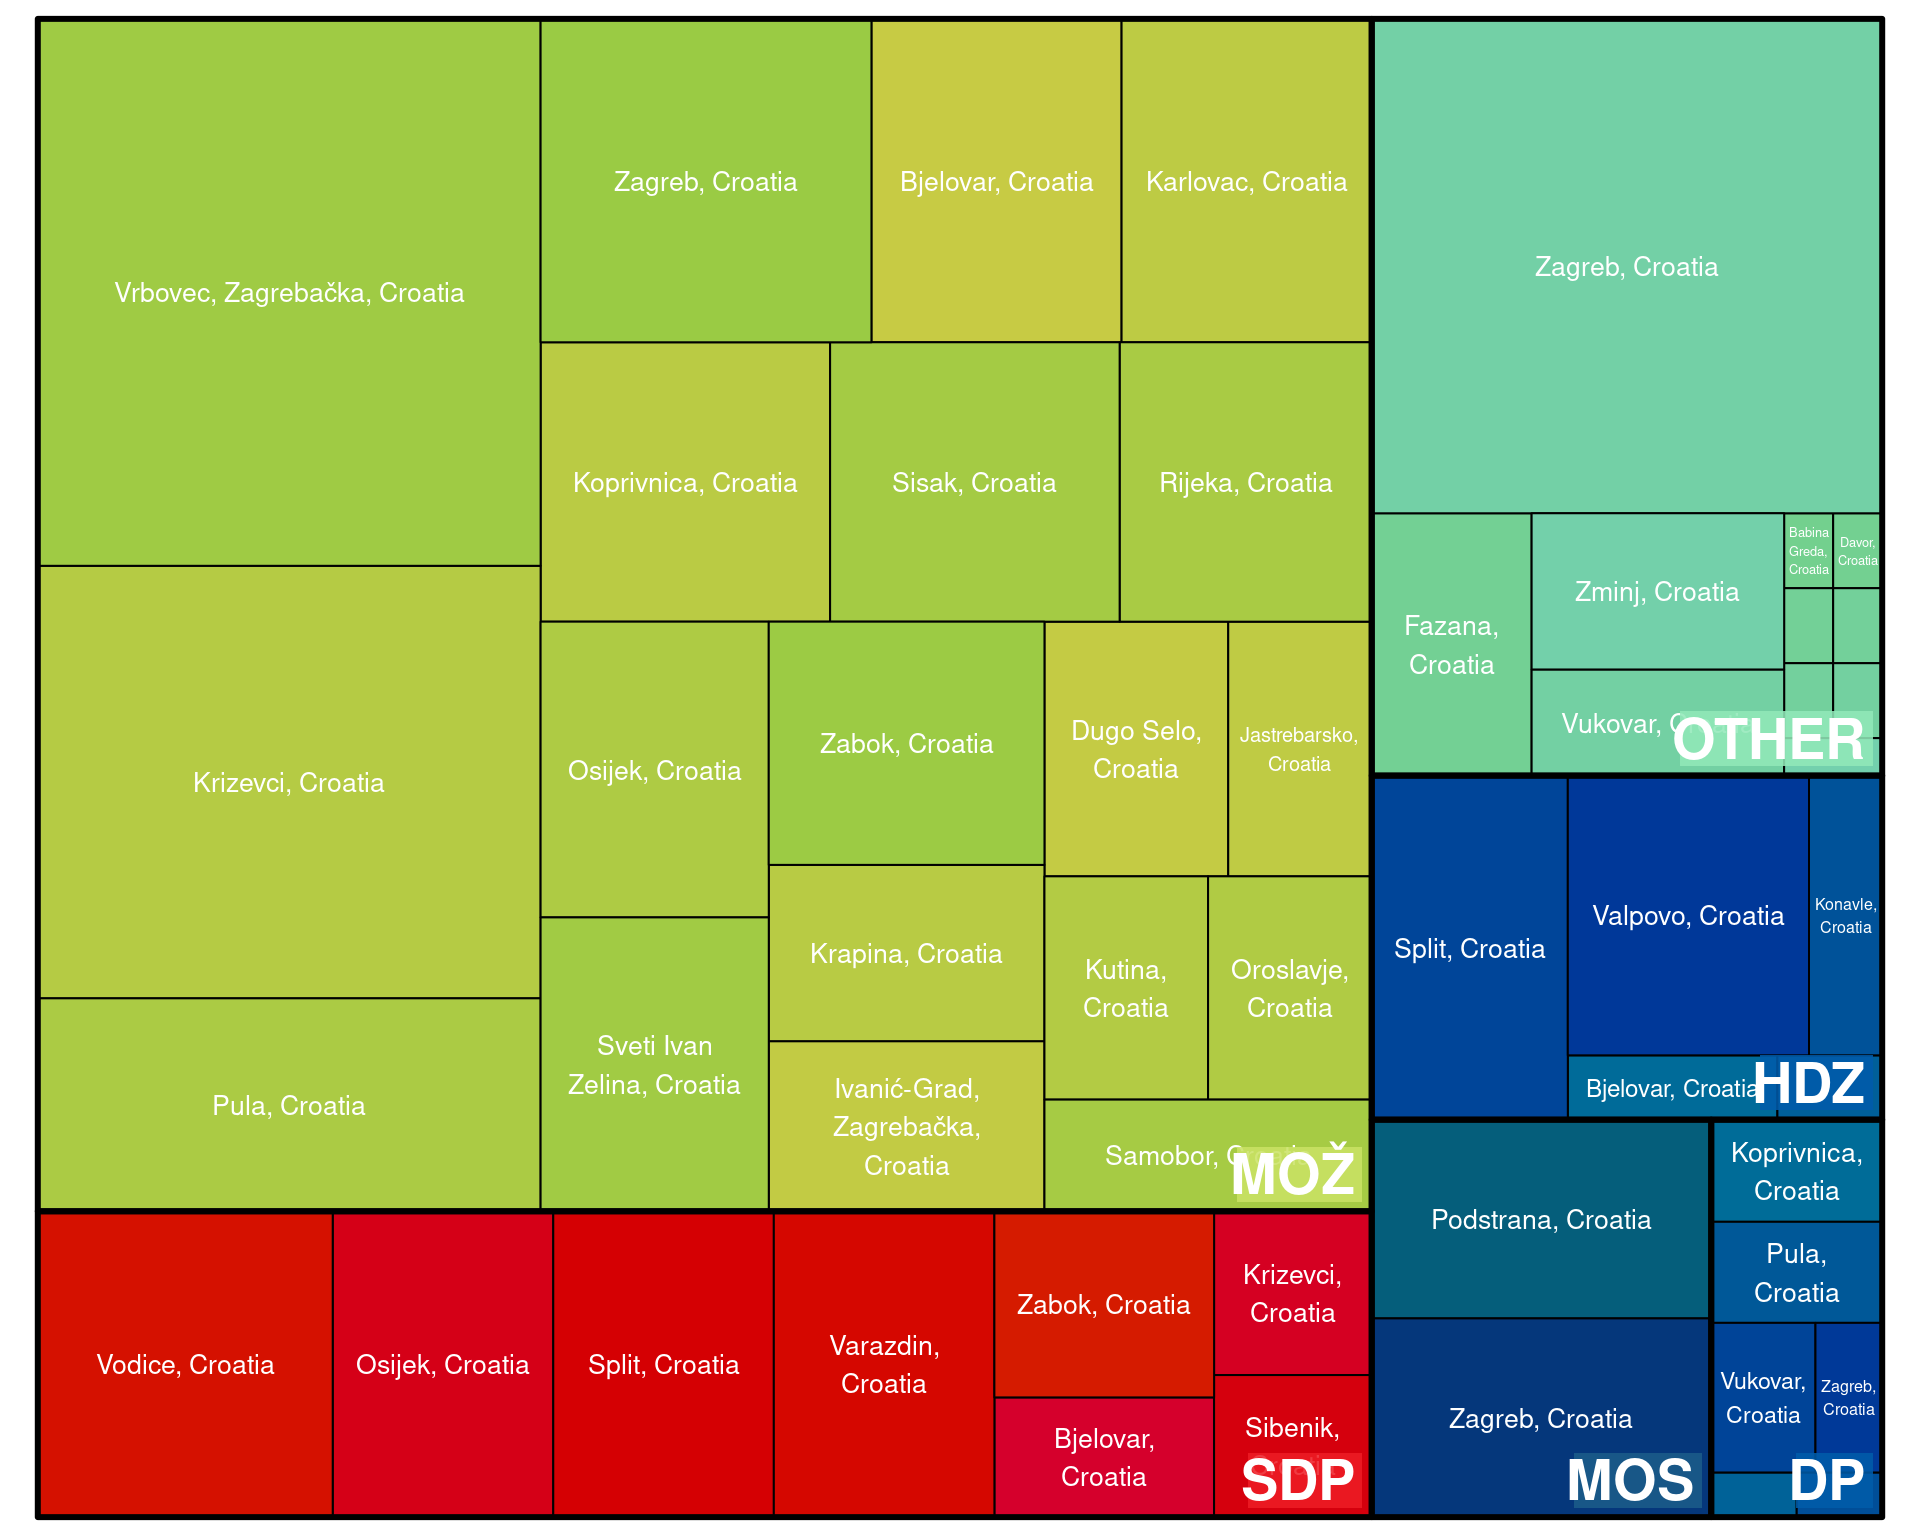 Vrbovec, Zagrebačka, Croatia
Zagreb, Croatia
Bjelovar, Croatia
Karlovac, Croatia
Koprivnica, Croatia
Sisak, Croatia
Rijeka, Croatia
Krizevci, Croatia
Pula, Croatia
Osijek, Croatia
Sveti Ivan
Zelina, Croatia
Zabok, Croatia
Krapina, Croatia
Ivanić-Grad,
Zagrebačka,
Croatia
Dugo Selo,
Croatia
Jastrebarsko,
Croatia
Kutina,
Croatia
Oroslavje,
Croatia
Samobor,
MOŽ
Vodice, Croatia
Osijek, Croatia
Split, Croatia
Varazdin,
Croatia
Zabok, Croatia
Bjelovar,
Croatia
Krizevci,
Croatia
Sibenik,
SDP
Zagreb, Croatia
Fazana,
Croatia
Zminj, Croatia
Vukovar,
Babina
Greda,
Croatia
Davor,
Croatia
OTHER
Split, Croatia
Valpovo, Croatia
Konavle,
Croatia
Bjelovar, Croatia
HDZ
Podstrana, Croatia
Zagreb, Croatia
MOS
Koprivnica,
Croatia
Pula,
Croatia
Vukovar,
Croatia
Zagreb,
Croatia
DP